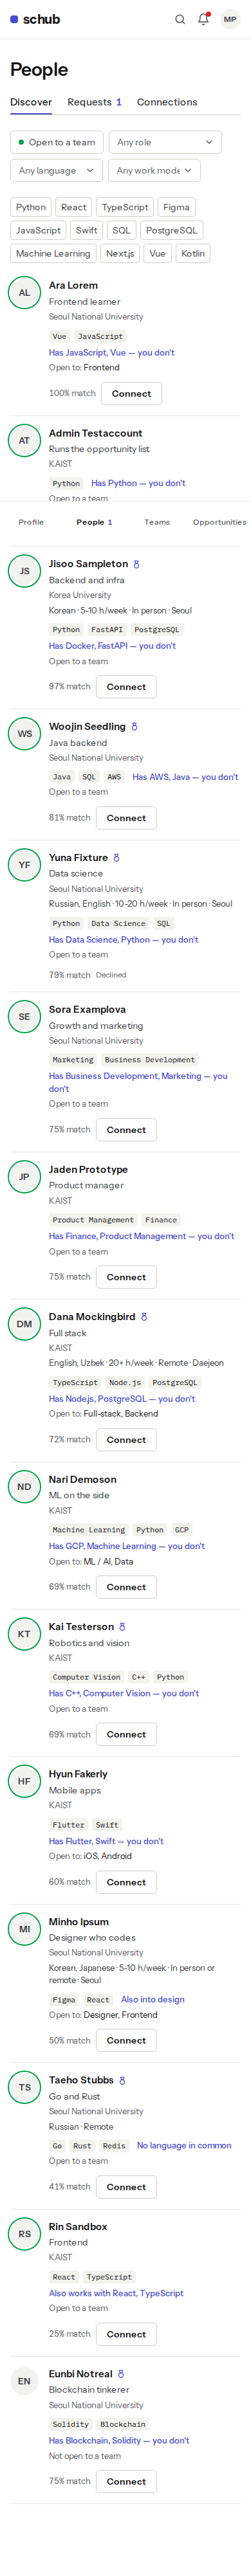 schub
MP
People
Discover Requests 1 Connections
Open to a team Any role
Any language Any work mode
Python React TypeScript Figma
JavaScript Swift SQL PostgreSQL
Machine Learning Next.js Vue Kotlin
AL Ara Lorem
Frontend learner
Seoul National University
Vue JavaScript
Has JavaScript, Vue — you don't
Open to: Frontend
100% match Connect
AT Admin Testaccount
Runs the opportunity list
KAIST
Python Has Python — you don't
Open to a team
Profile People 1 Teams Opportunities
JS Jisoo Sampleton
Backend and infra
Korea University
Korean · 5-10 h/week · In person · Seoul
Python FastAPI PostgreSQL
Has Docker, FastAPI — you don't
Open to a team
97% match Connect
WS Woojin Seedling
Java backend
Seoul National University
Java SQL AWS Has AWS, Java — you don't
Open to a team
81% match Connect
YF Yuna Fixture
Data science
Seoul National University
Russian, English · 10-20 h/week · In person · Seoul
Python Data Science SQL
Has Data Science, Python — you don't
Open to a team
79% match Declined
SE Sora Examplova
Growth and marketing
Seoul National University
Marketing Business Development
Has Business Development, Marketing — you
don't
Open to a team
75% match Connect
JP Jaden Prototype
Product manager
KAIST
Product Management Finance
Has Finance, Product Management — you don't
Open to a team
75% match Connect
DM Dana Mockingbird
Full stack
KAIST
English, Uzbek · 20+ h/week · Remote · Daejeon
TypeScript Node.js PostgreSQL
Has Node.js, PostgreSQL — you don't
Open to: Full-stack, Backend
72% match Connect
ND Nari Demoson
ML on the side
KAIST
Machine Learning Python GCP
Has GCP, Machine Learning — you don't
Open to: ML / AI, Data
69% match Connect
KT Kai Testerson
Robotics and vision
KAIST
Computer Vision C++ Python
Has C++, Computer Vision — you don't
Open to a team
69% match Connect
HF Hyun Fakerly
Mobile apps
KAIST
Flutter Swift
Has Flutter, Swift — you don't
Open to: iOS, Android
60% match Connect
MI Minho Ipsum
Designer who codes
Seoul National University
Korean, Japanese · 5-10 h/week · In person or
remote · Seoul
Figma React Also into design
Open to: Designer, Frontend
50% match Connect
TS Taeho Stubbs
Go and Rust
Seoul National University
Russian · Remote
Go Rust Redis No language in common
Open to a team
41% match Connect
RS Rin Sandbox
Frontend
KAIST
React TypeScript
Also works with React, TypeScript
Open to a team
25% match Connect
EN Eunbi Notreal
Blockchain tinkerer
Seoul National University
Solidity Blockchain
Has Blockchain, Solidity — you don't
Not open to a team
75% match Connect